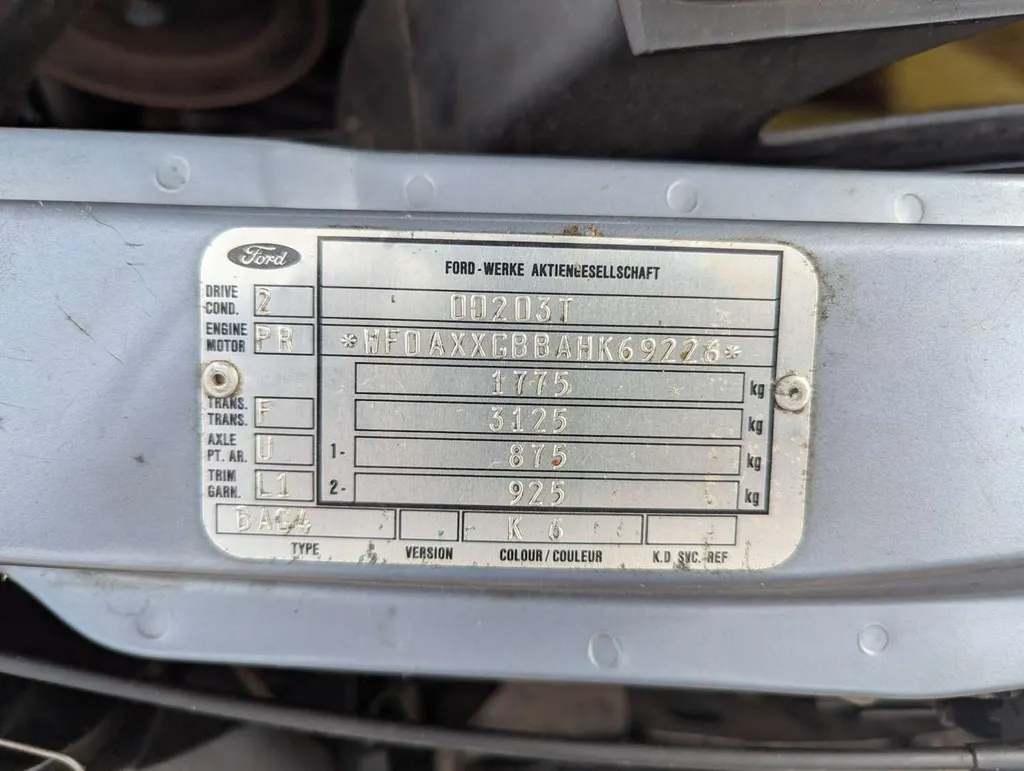 Ford
FORD-WERKE AKTIENGESELLSCHAFT
DRIVE COND. 2
00203T
ENGINE MOTOR PR
*WF0AXXGBBAHK69226*
1775 kg
TRANS. TRANS. F
3125 kg
AXLE PT. AR. U
1- 875 kg
TRIM GARN. L1
2- 925 kg
BAG4 K 6
TYPE VERSION COLOUR/COULEUR K.D SVC. REF